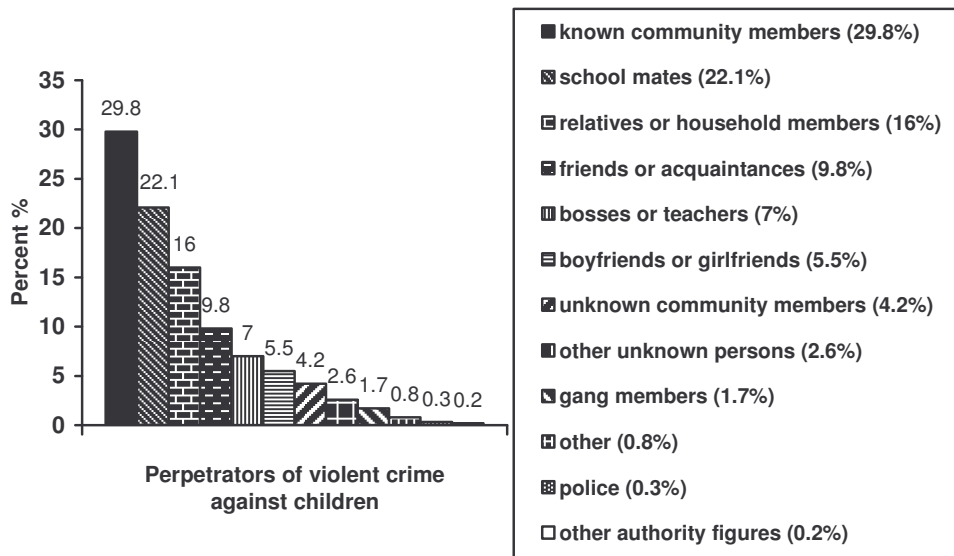 35
30
25
20
15
10
5
0
Percent %
29.8
22.1
16
9.8
7
5.5
4.2
2.6
1.7
0.8
0.3
0.2
Perpetrators of violent crime
against children
known community members (29.8%)
school mates (22.1%)
relatives or household members (16%)
friends or acquaintances (9.8%)
bosses or teachers (7%)
boyfriends or girlfriends (5.5%)
unknown community members (4.2%)
other unknown persons (2.6%)
gang members (1.7%)
other (0.8%)
police (0.3%)
other authority figures (0.2%)